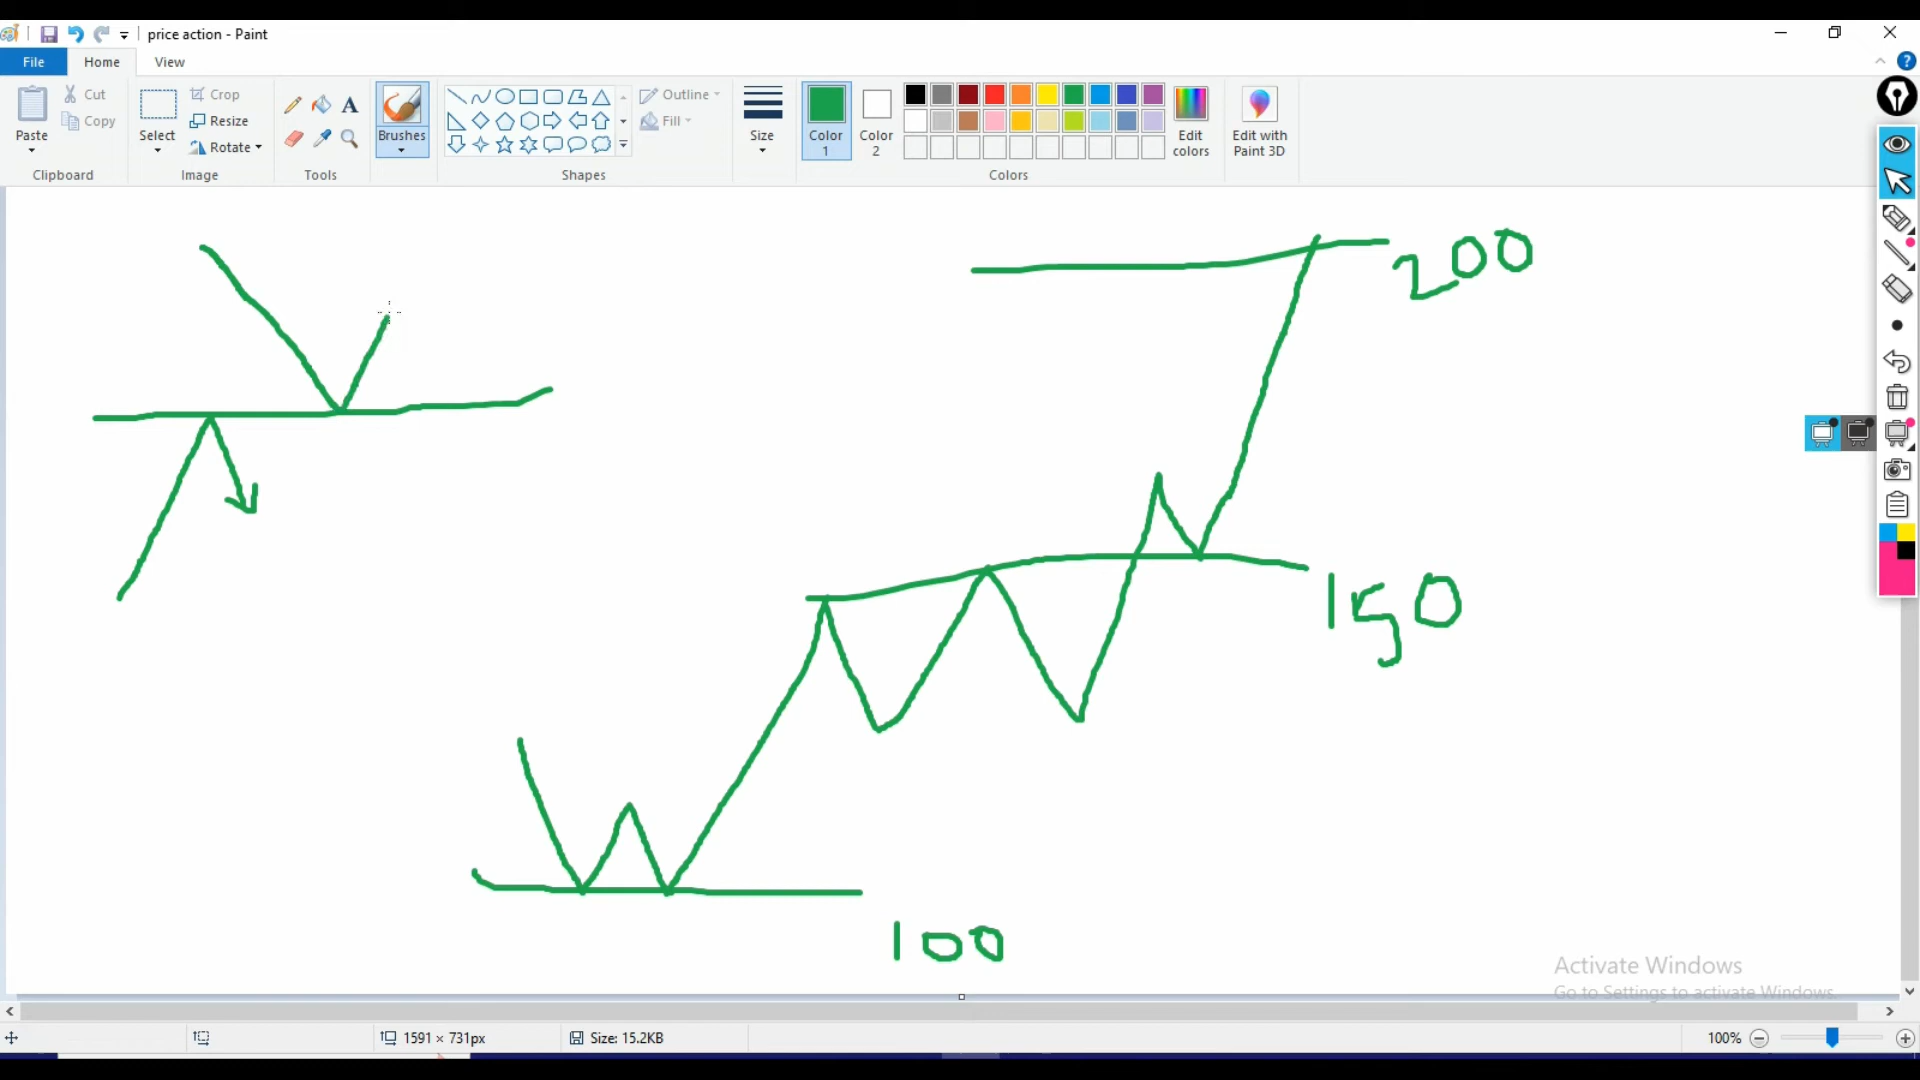 price action - Paint
File Home View
Paste Cut Copy Select Crop Resize Rotate Brushes Outline Fill Size Color 1 Color 2 Edit colors Edit with Paint 3D
Clipboard Image Tools Shapes Colors
200
150
100
Activate Windows
Go to Settings to activate Windows.
1591 × 731px Size: 15.2KB 100%